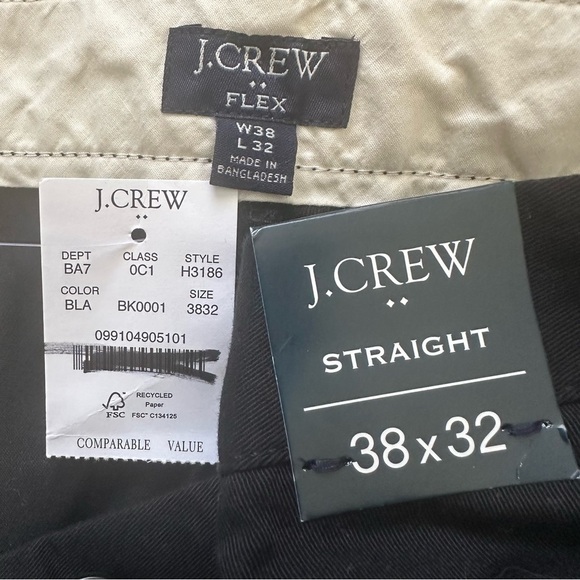 J.CREW
FLEX
W38
L 32
MADE IN
BANGLADESH
J.CREW
DEPT CLASS STYLE
BA7 0C1 H3186
COLOR SIZE
BLA BK0001 3832
099104905101
RECYCLED
Paper
FSC FSC® C134125
COMPARABLE VALUE
J.CREW
STRAIGHT
38 x 32